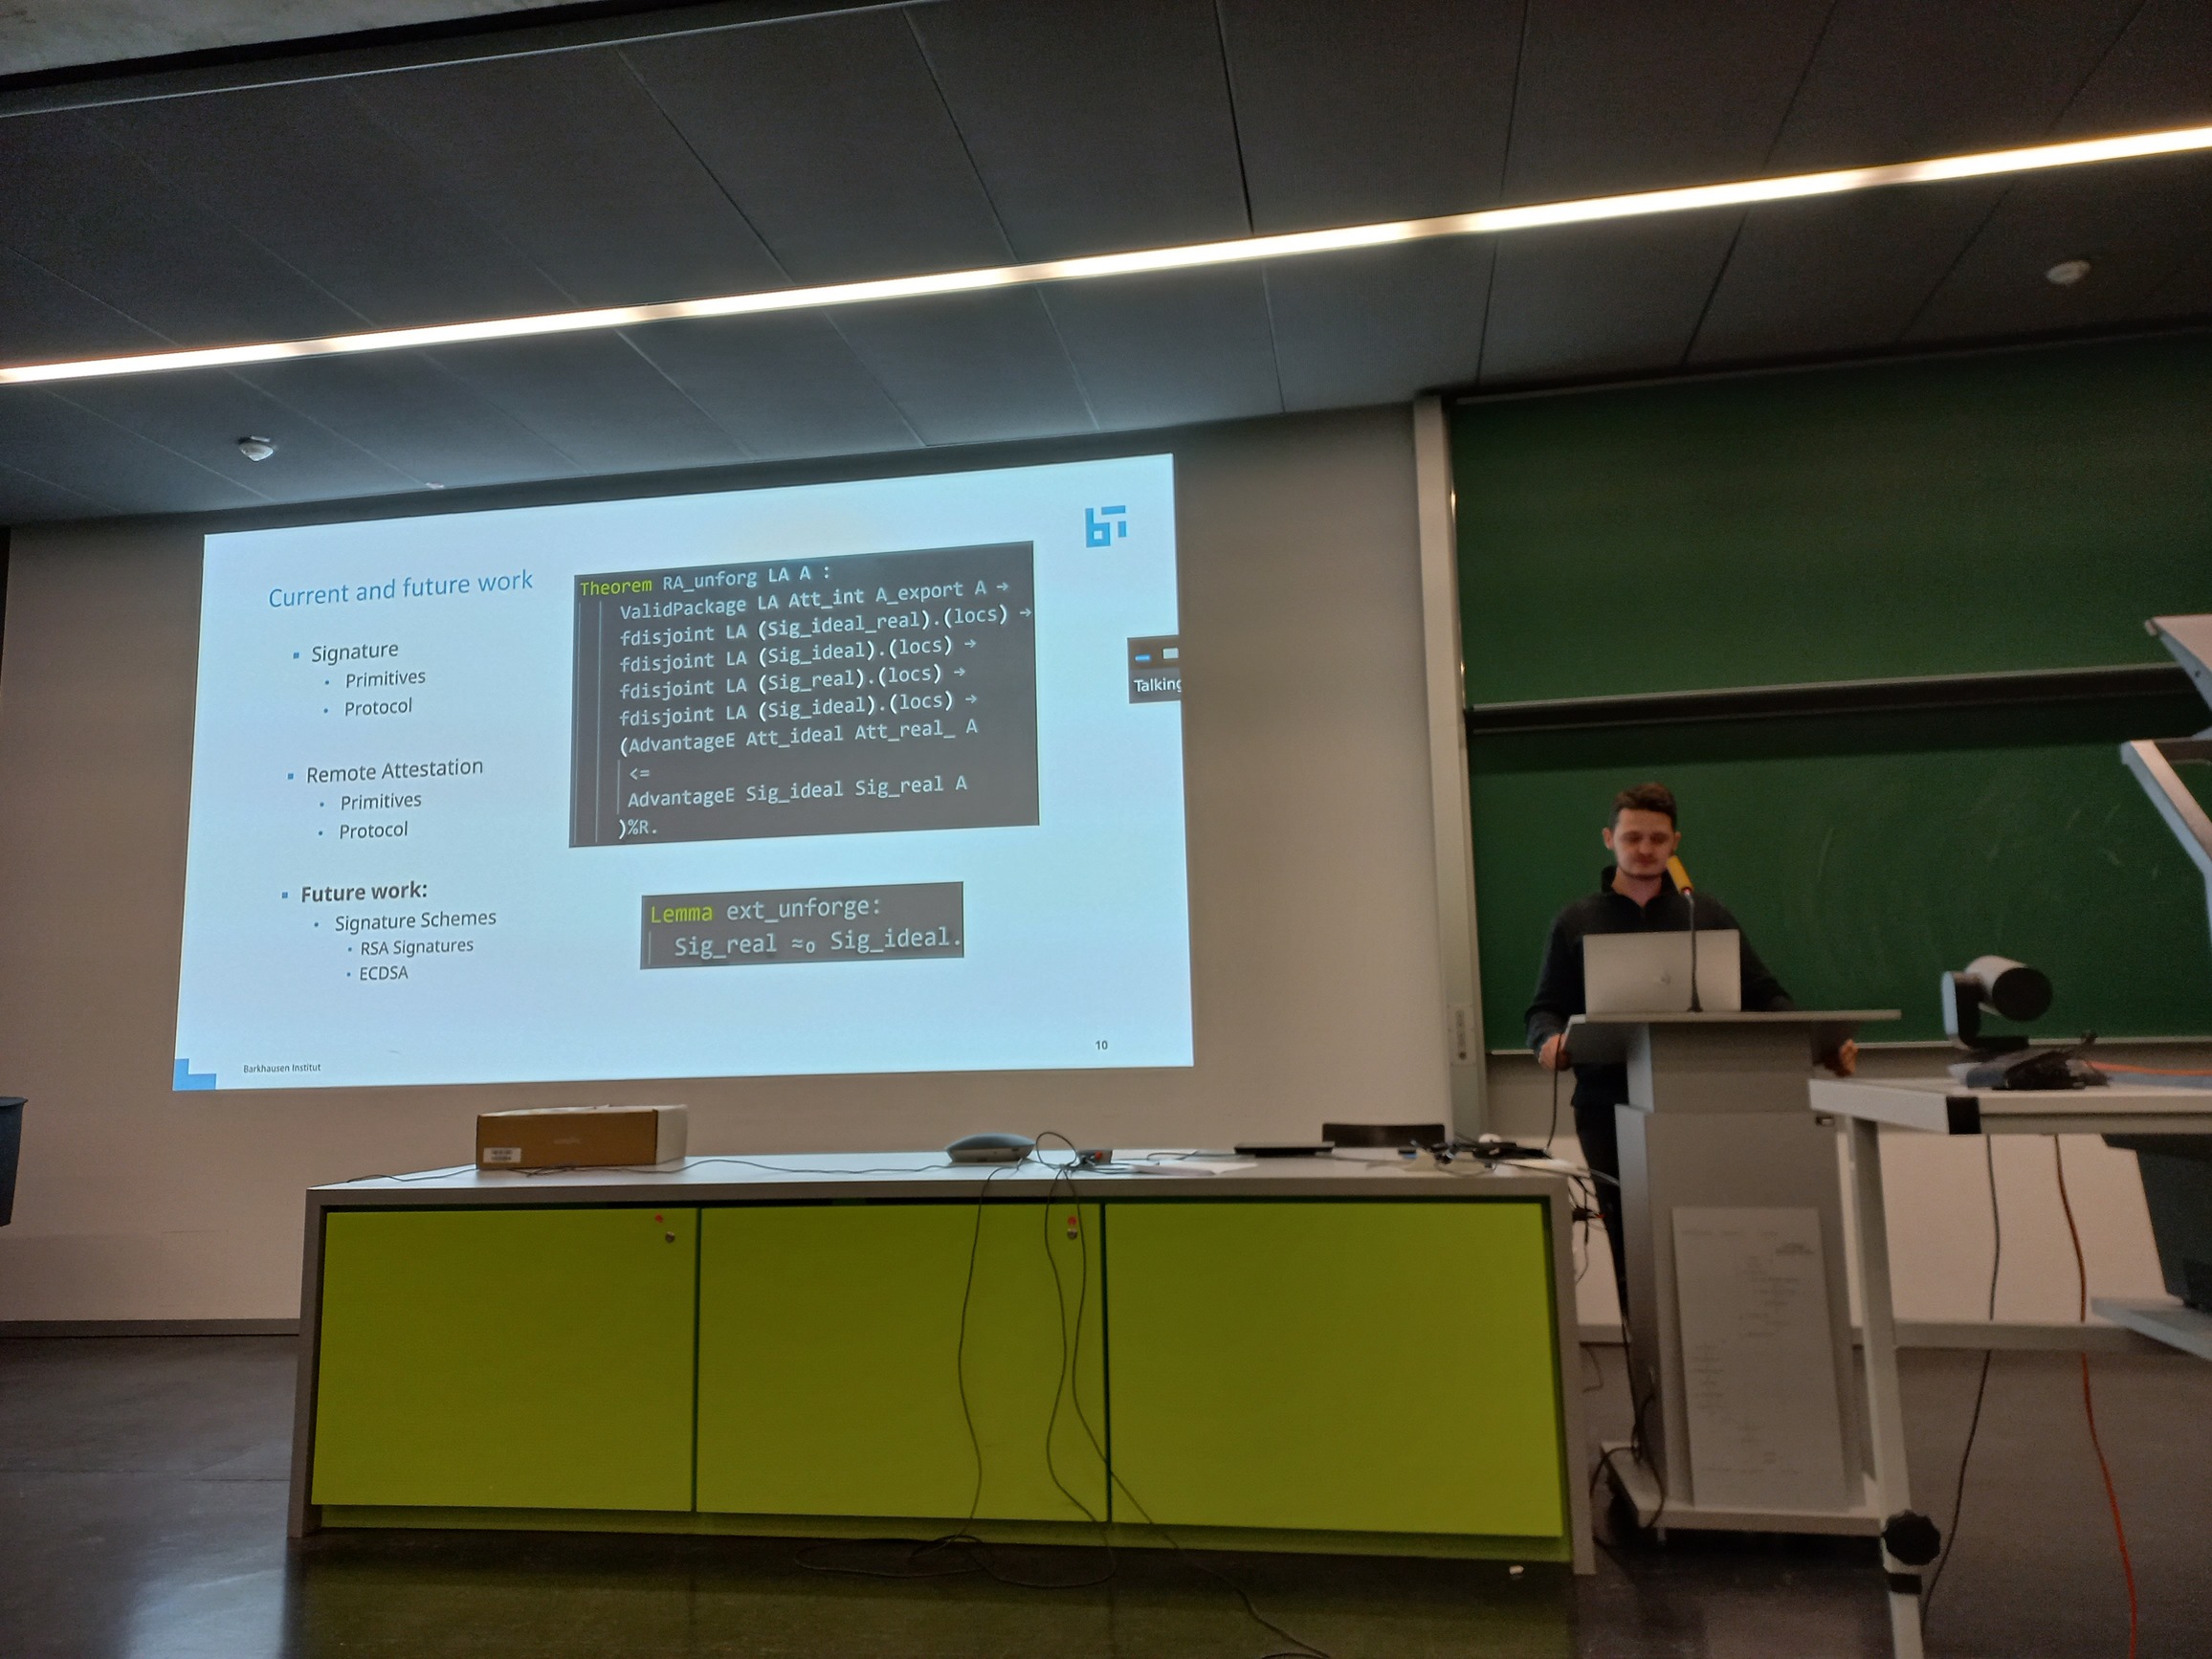 Current and future work
Signature
Primitives
Protocol
Remote Attestation
Primitives
Protocol
Future work:
Signature Schemes
RSA Signatures
ECDSA
Theorem RA_unforg LA A :
ValidPackage LA Att_int A_export A →
fdisjoint LA (Sig_ideal_real).(locs) →
fdisjoint LA (Sig_ideal).(locs) →
fdisjoint LA (Sig_real).(locs) →
fdisjoint LA (Sig_ideal).(locs) →
(AdvantageE Att_ideal Att_real_ A
<=
AdvantageE Sig_ideal Sig_real A
)%R.
Lemma ext_unforge:
Sig_real ≈₀ Sig_ideal.
Talking
Barkhausen Institut
10